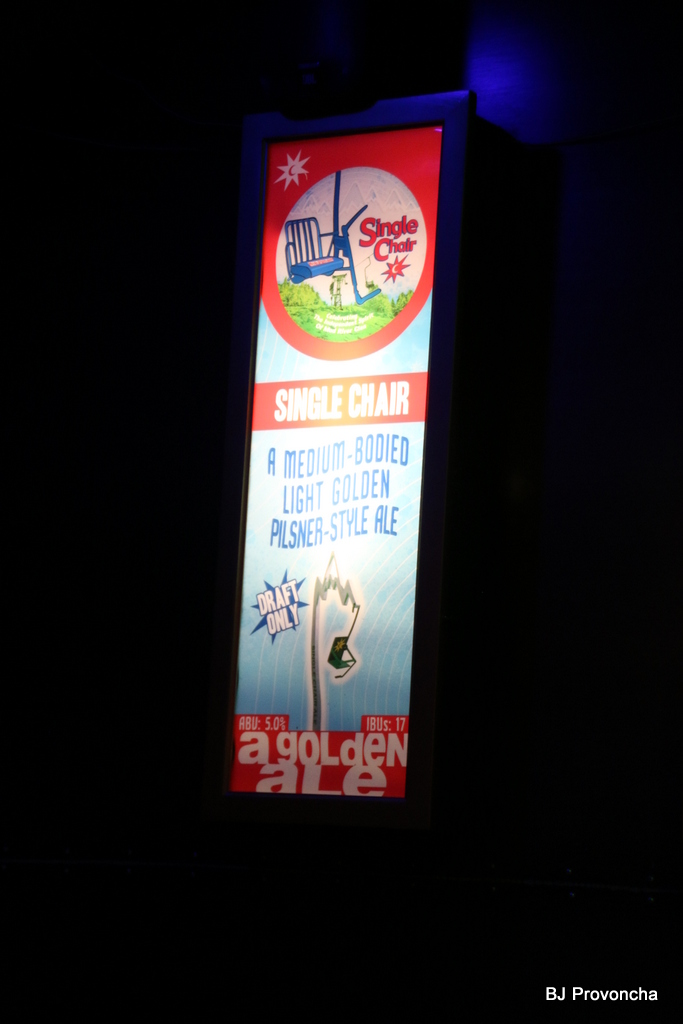 Single
Chair
SINGLE CHAIR
A MEDIUM-BODIED
LIGHT GOLDEN
PILSNER-STYLE ALE
DRAFT
ONLY
ABU: 5.0%
IBUs: 17
a goLdeN
aLe
BJ Provoncha